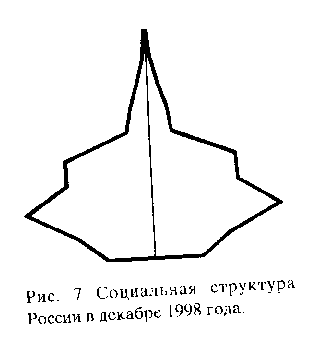 Рис. 7 Социальная структура
России в декабре 1998 года.